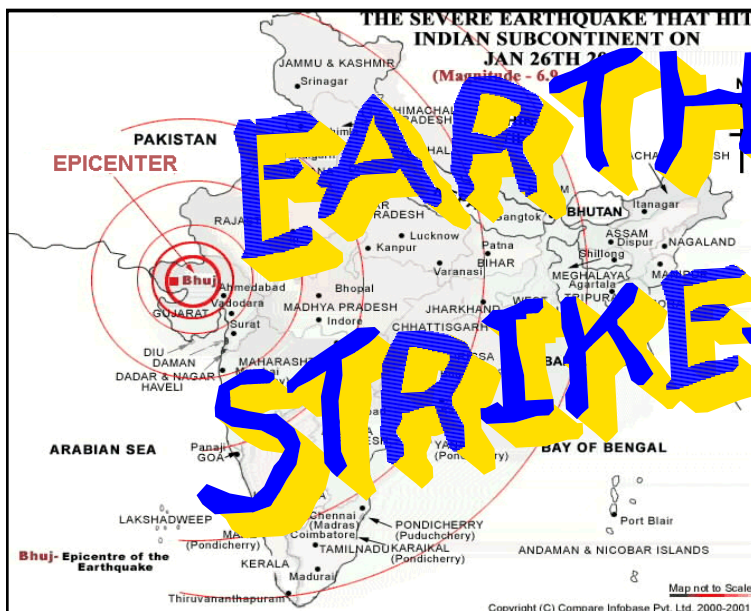 THE SEVERE EARTHQUAKE THAT HIT
INDIAN SUBCONTINENT ON
JAN 26TH
(Magnitude - 6.9
EARTH
STRIKE
JAMMU & KASHMIR
Srinagar
PAKISTAN
EPICENTER
BHUTAN
Itanagar
Gangtok
ASSAM
Dispur
NAGALAND
Shillong
MEGHALAYA
Agartala
Lucknow
Kanpur
Patna
BIHAR
Varanasi
Bhuj
Ahmedabad
Vadodara
GUJARAT
Surat
Bhopal
MADHYA PRADESH
Indore
JHARKHAND
CHHATTISGARH
DIU
DAMAN
DADAR & NAGAR
HAVELI
ARABIAN SEA
Panaji
GOA
BAY OF BENGAL
LAKSHADWEEP
(Pondicherry)
Chennai
(Madras)
Coimbatore
PONDICHERRY
(Puduchery)
TAMILNADU
KARAIKAL
(Pondicherry)
KERALA
Madurai
Thiruvananthapuram
Port Blair
ANDAMAN & NICOBAR ISLANDS
Bhuj- Epicentre of the
Earthquake
Map not to Scale
Copyright (C) Compare Infobase Pvt. Ltd. 2000-2001